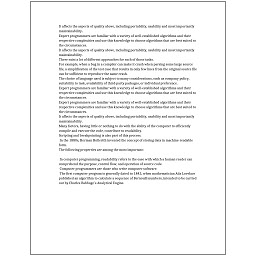 It affects the aspects of quality above, including portability, usability and most importantly
maintainability.
Expert programmers are familiar with a variety of well-established algorithms and their
respective complexities and use this knowledge to choose algorithms that are best suited to
the circumstances.
It affects the aspects of quality above, including portability, usability and most importantly
maintainability.
There exist a lot of different approaches for each of those tasks.
For example, when a bug in a compiler can make it crash when parsing some large source
file, a simplification of the test case that results in only few lines from the original source file
can be sufficient to reproduce the same crash.
The choice of language used is subject to many considerations, such as company policy,
suitability to task, availability of third-party packages, or individual preference.
Expert programmers are familiar with a variety of well-established algorithms and their
respective complexities and use this knowledge to choose algorithms that are best suited to
the circumstances.
It affects the aspects of quality above, including portability, usability and most importantly
maintainability.
Expert programmers are familiar with a variety of well-established algorithms and their
respective complexities and use this knowledge to choose algorithms that are best suited to
the circumstances.
It affects the aspects of quality above, including portability, usability and most importantly
maintainability.
Many factors, having little or nothing to do with the ability of the computer to efficiently
compile and execute the code, contribute to readability.
Scripting and breakpointing is also part of this process.
In the 1880s, Herman Hollerith invented the concept of storing data in machine-readable
form.
The following properties are among the most important:

In computer programming, readability refers to the ease with which a human reader can
comprehend the purpose, control flow, and operation of source code.
Computer programmers are those who write computer software.
The first computer program is generally dated to 1843, when mathematician Ada Lovelace
published an algorithm to calculate a sequence of Bernoulli numbers, intended to be carried
out by Charles Babbage's Analytical Engine.